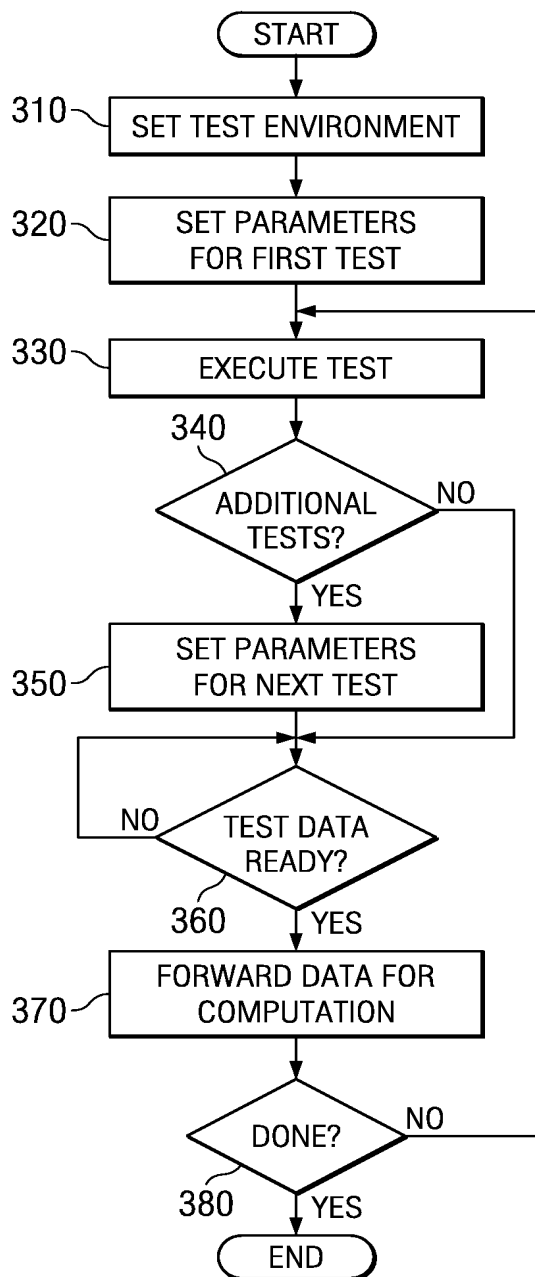 START
310
SET TEST ENVIRONMENT
320
SET PARAMETERS
FOR FIRST TEST
330
EXECUTE TEST
340
ADDITIONAL
TESTS?
NO
YES
350
SET PARAMETERS
FOR NEXT TEST
NO
TEST DATA
READY?
360
YES
370
FORWARD DATA FOR
COMPUTATION
DONE?
NO
380
YES
END